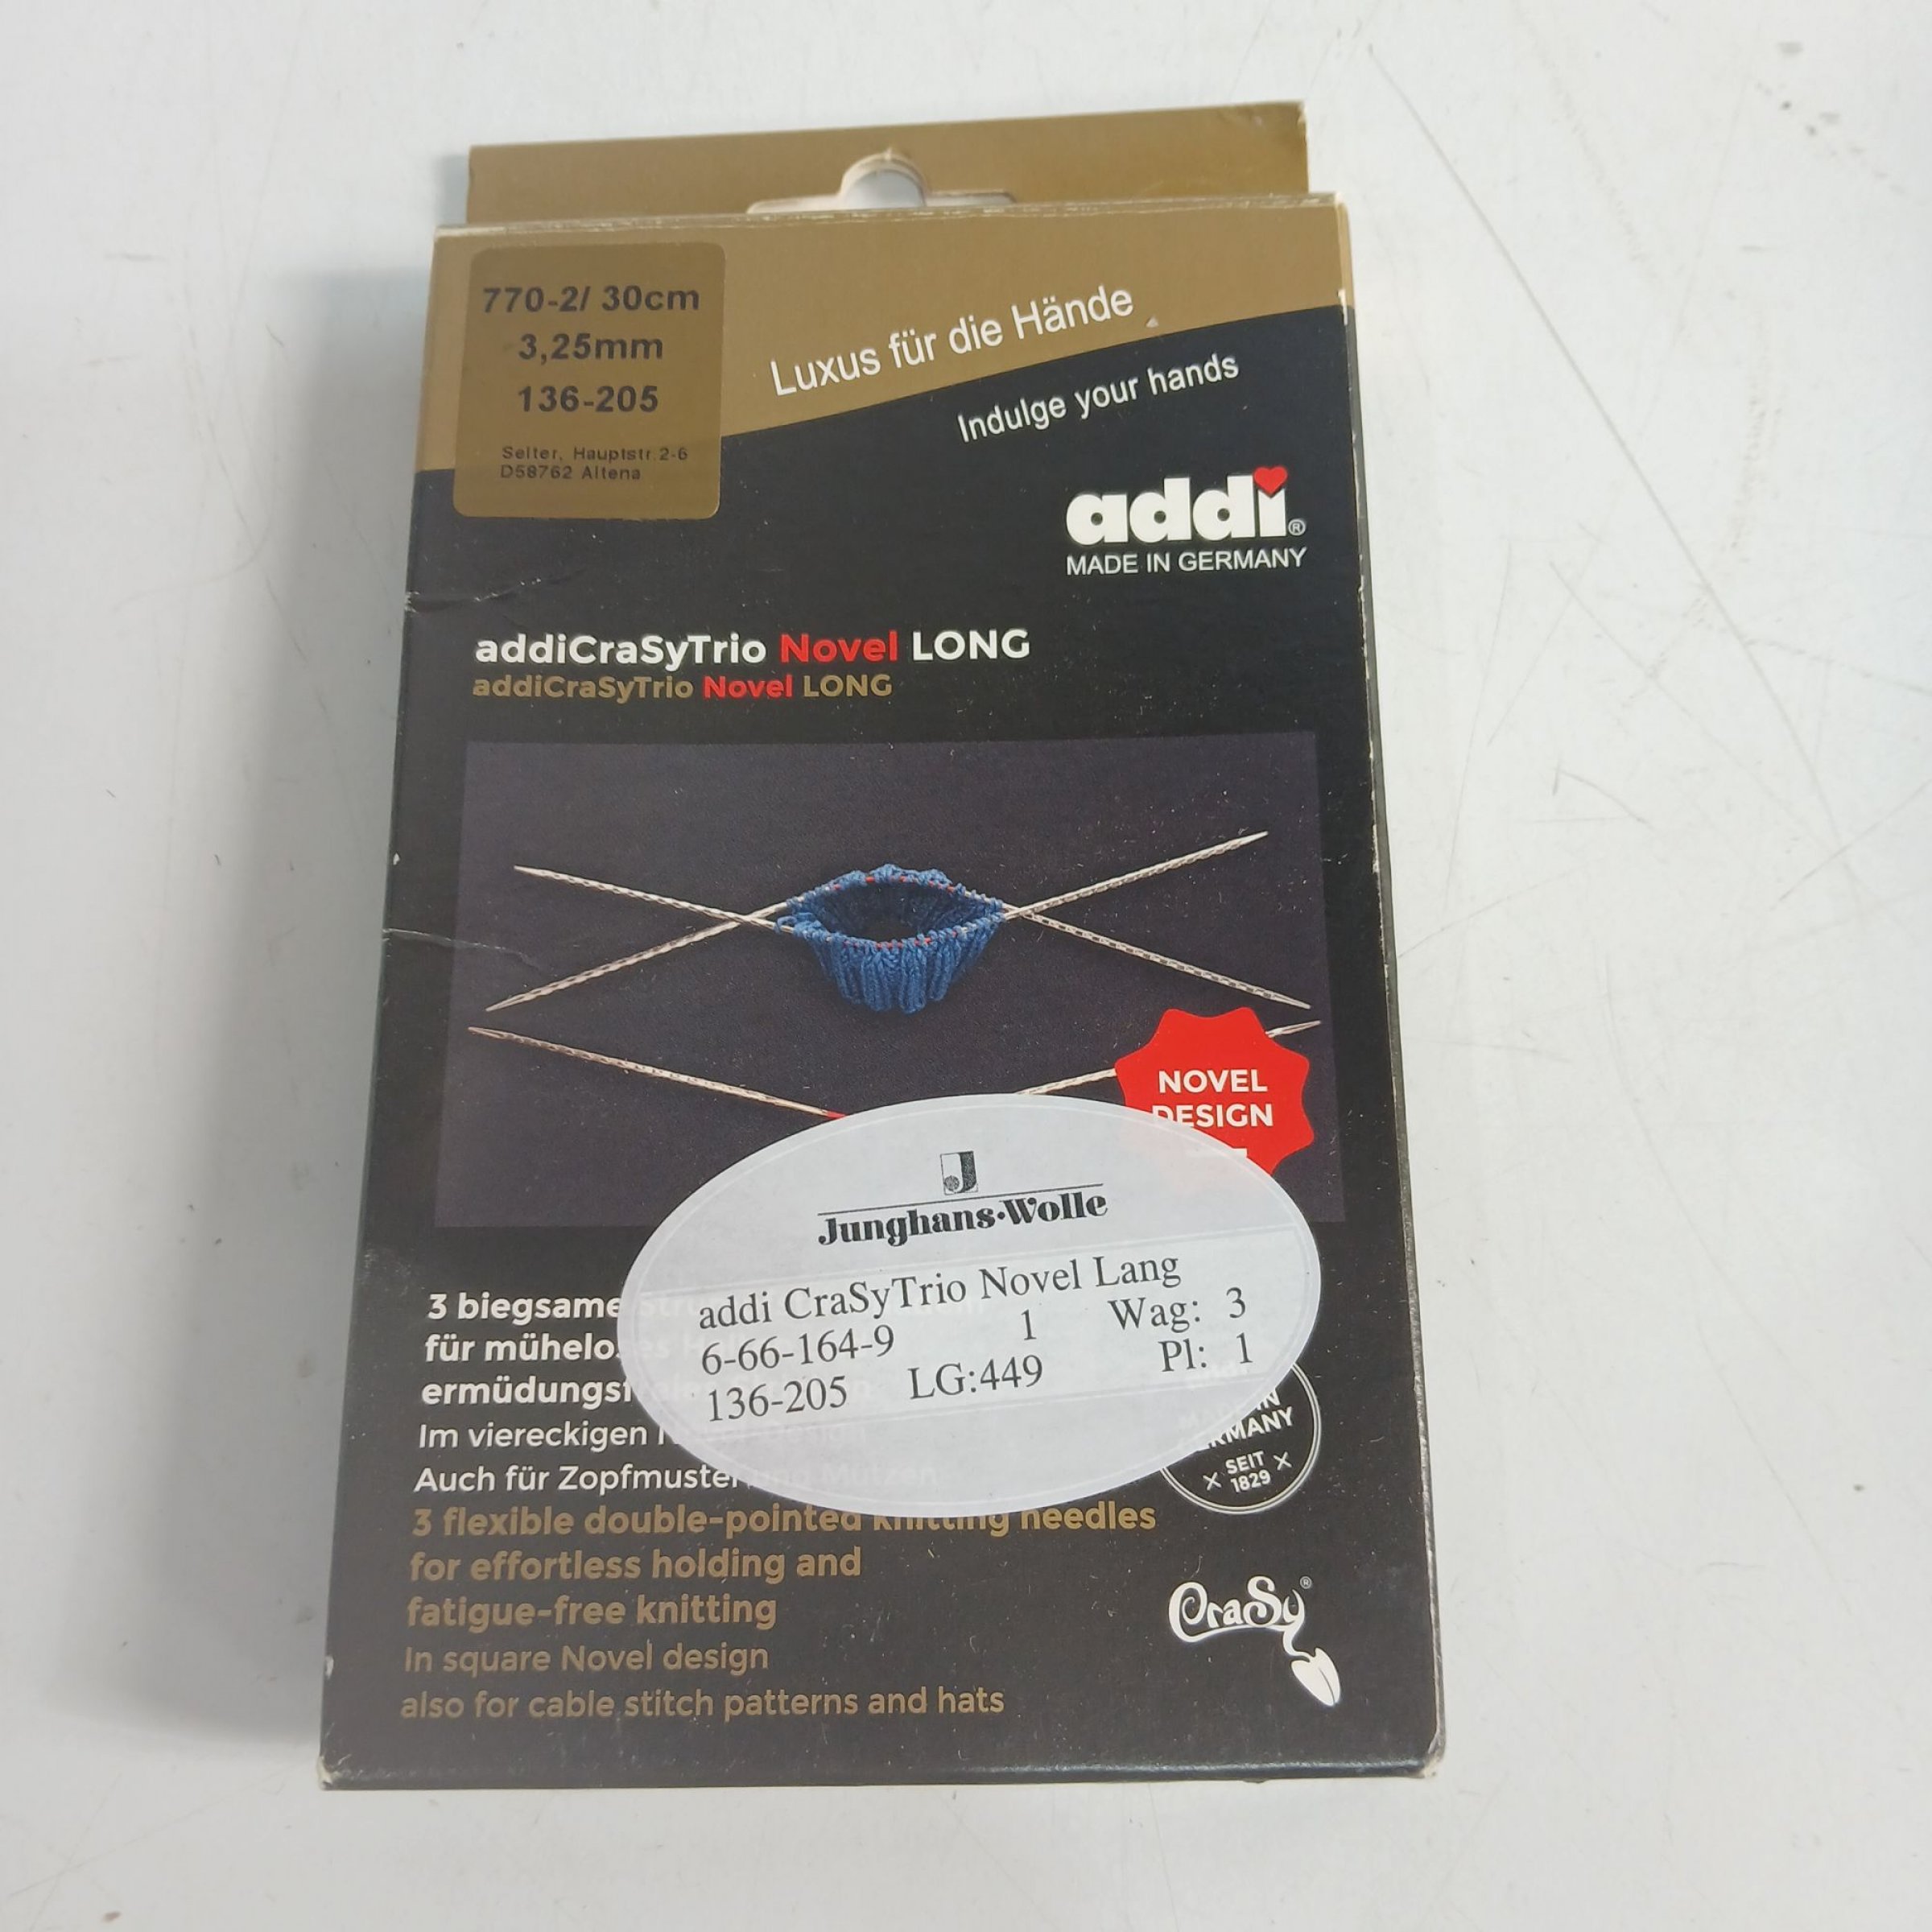 770-2/ 30cm
3,25mm
136-205
Selter, Hauptstr.2-6
D58762 Altena
Luxus für die Hände
Indulge your hands
addi®
MADE IN GERMANY
addiCraSyTrio Novel LONG
addiCraSyTrio Novel LONG
NOVEL
DESIGN
J
Junghans·Wolle
addi CraSyTrio Novel Lang
6-66-164-9 1 Wag: 3
136-205 LG:449 Pl: 1
3 biegsame
für mühelo
ermüdungsf
Im viereckigen
Auch für Zopfmuster
SEIT
1829
3 flexible double-pointed knitting needles
for effortless holding and
fatigue-free knitting
In square Novel design
also for cable stitch patterns and hats
CraSy®